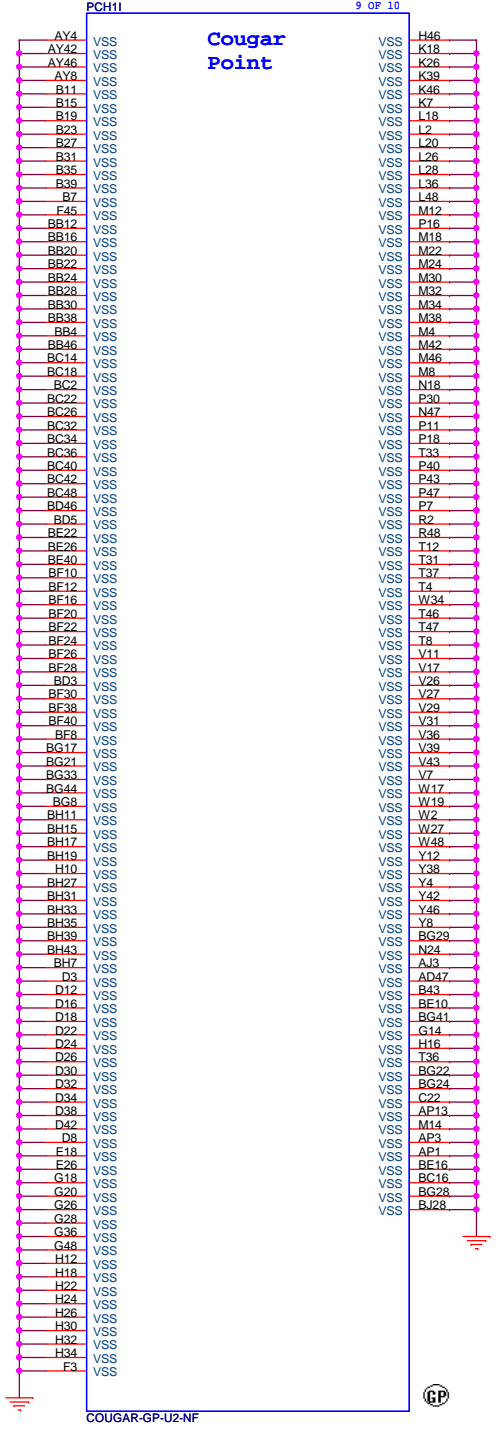 PCH1I 9 OF 10
Cougar
Point
AY4 VSS VSS H46
AY42 VSS VSS K18
AY46 VSS VSS K26
AY8 VSS VSS K39
B11 VSS VSS K46
B15 VSS VSS K7
B19 VSS VSS L18
B23 VSS VSS L2
B27 VSS VSS L20
B31 VSS VSS L26
B35 VSS VSS L28
B39 VSS VSS L36
B7 VSS VSS L48
F45 VSS VSS M12
BB12 VSS VSS P16
BB16 VSS VSS M18
BB20 VSS VSS M22
BB22 VSS VSS M24
BB24 VSS VSS M30
BB28 VSS VSS M32
BB30 VSS VSS M34
BB38 VSS VSS M38
BB4 VSS VSS M4
BB46 VSS VSS M42
BC14 VSS VSS M46
BC18 VSS VSS M8
BC2 VSS VSS N18
BC22 VSS VSS P30
BC26 VSS VSS N47
BC32 VSS VSS P11
BC34 VSS VSS P18
BC36 VSS VSS T33
BC40 VSS VSS P40
BC42 VSS VSS P43
BC48 VSS VSS P47
BD46 VSS VSS P7
BD5 VSS VSS R2
BE22 VSS VSS R48
BE26 VSS VSS T12
BE40 VSS VSS T31
BF10 VSS VSS T37
BF12 VSS VSS T4
BF16 VSS VSS W34
BF20 VSS VSS T46
BF22 VSS VSS T47
BF24 VSS VSS T8
BF26 VSS VSS V11
BF28 VSS VSS V17
BD3 VSS VSS V26
BF30 VSS VSS V27
BF38 VSS VSS V29
BF40 VSS VSS V31
BF8 VSS VSS V36
BG17 VSS VSS V39
BG21 VSS VSS V43
BG33 VSS VSS V7
BG44 VSS VSS W17
BG8 VSS VSS W19
BH11 VSS VSS W2
BH15 VSS VSS W27
BH17 VSS VSS W48
BH19 VSS VSS Y12
H10 VSS VSS Y38
BH27 VSS VSS Y4
BH31 VSS VSS Y42
BH33 VSS VSS Y46
BH35 VSS VSS Y8
BH39 VSS VSS BG29
BH43 VSS VSS N24
BH7 VSS VSS AJ3
D3 VSS VSS AD47
D12 VSS VSS B43
D16 VSS VSS BE10
D18 VSS VSS BG41
D22 VSS VSS G14
D24 VSS VSS H16
D26 VSS VSS T36
D30 VSS VSS BG22
D32 VSS VSS BG24
D34 VSS VSS C22
D38 VSS VSS AP13
D42 VSS VSS M14
D8 VSS VSS AP3
E18 VSS VSS AP1
E26 VSS VSS BE16
G18 VSS VSS BC16
G20 VSS VSS BG28
G26 VSS VSS BJ28
G28 VSS
G36 VSS
G48 VSS
H12 VSS
H18 VSS
H22 VSS
H24 VSS
H26 VSS
H30 VSS
H32 VSS
H34 VSS
F3 VSS
GP
COUGAR-GP-U2-NF